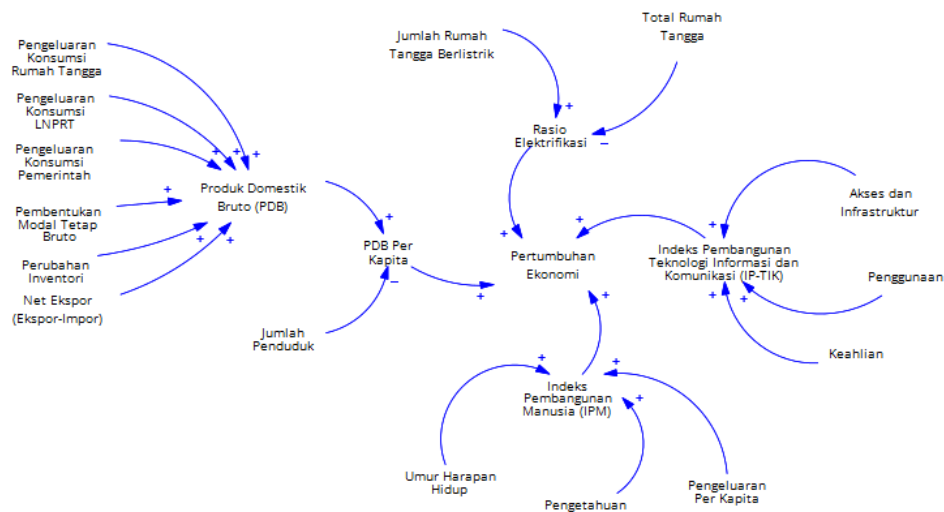 Pengeluaran
Konsumsi
Rumah Tangga
Pengeluaran
Konsumsi
LNPRT
Pengeluaran
Konsumsi
Pemerintah
Pembentukan
Modal Tetap
Bruto
Perubahan
Inventori
Net Ekspor
(Ekspor-Impor)
+
+
+
+
+
+
Produk Domestik
Bruto (PDB)
+
PDB Per
Kapita
–
Jumlah
Penduduk
+
Jumlah Rumah
Tangga Berlistrik
Total Rumah
Tangga
+
Rasio
Elektrifikasi
–
+
+
Pertumbuhan
Ekonomi
+
+
Indeks Pembangunan
Teknologi Informasi dan
Komunikasi (IP-TIK)
+
+
Akses dan
Infrastruktur
Penggunaan
Keahlian
+
+
Indeks
Pembangunan
Manusia (IPM)
+
Umur Harapan
Hidup
Pengetahuan
Pengeluaran
Per Kapita